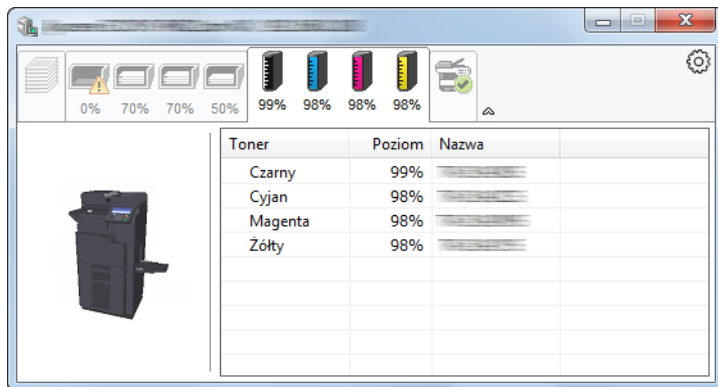 0% 70% 70% 50% 99% 98% 98% 98%
Toner Poziom Nazwa
Czarny 99%
Cyjan 98%
Magenta 98%
Żółty 98%